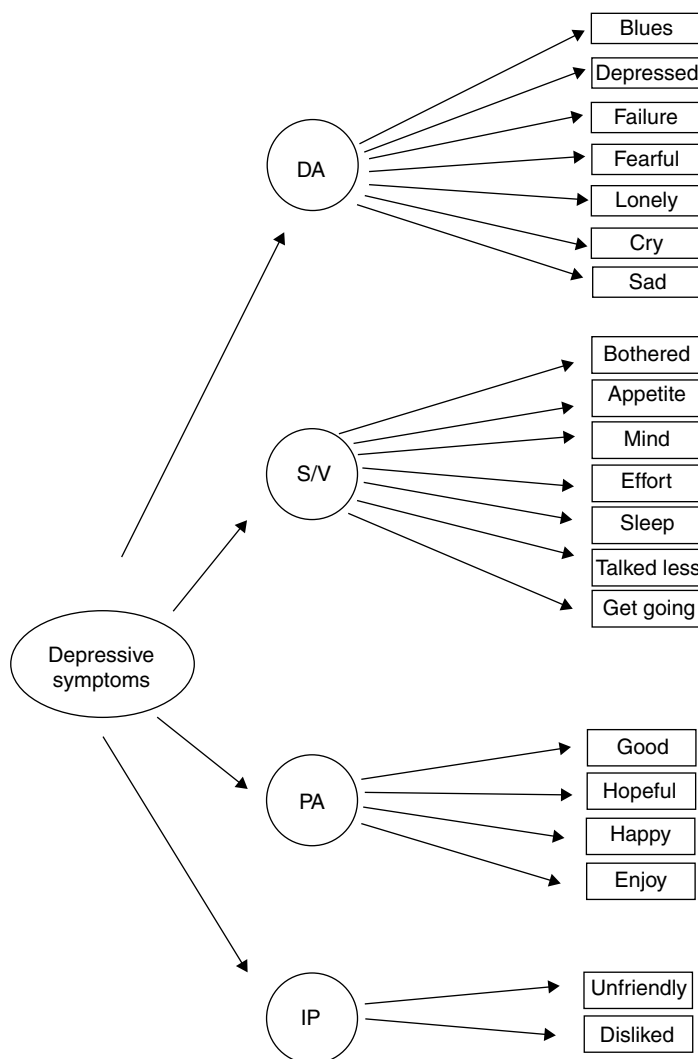 Blues
Depressed
Failure
Fearful
Lonely
Cry
Sad
DA
Bothered
Appetite
Mind
Effort
Sleep
Talked less
Get going
S/V
Depressive
symptoms
Good
Hopeful
Happy
Enjoy
PA
Unfriendly
Disliked
IP